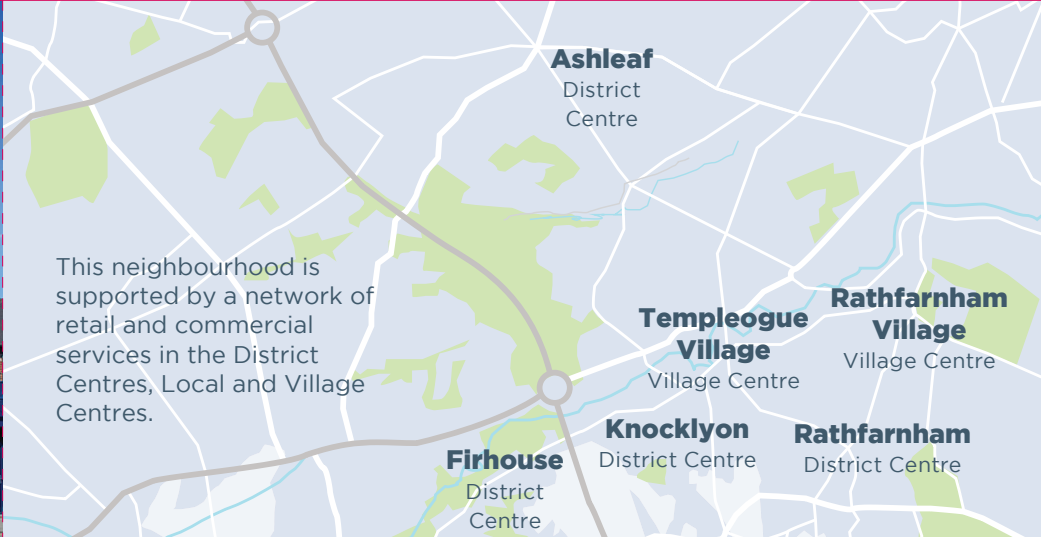 Ashleaf
District
Centre
This neighbourhood is
supported by a network of
retail and commercial
services in the District
Centres, Local and Village
Centres.
Templeogue
Village
Village Centre
Rathfarnham
Village
Village Centre
Knocklyon
District Centre
Rathfarnham
District Centre
Firhouse
District
Centre